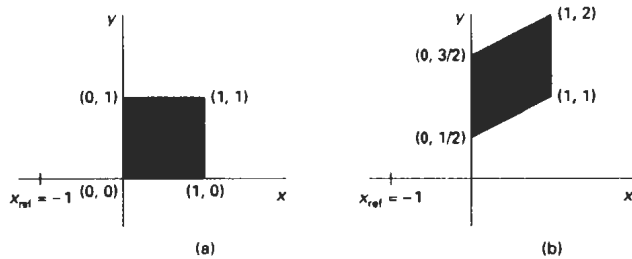 y
(0, 1)
(1, 1)
(0, 0)
(1, 0)
x
x_ref = −1
(a)
y
(1, 2)
(0, 3/2)
(1, 1)
(0, 1/2)
x
x_ref = −1
(b)